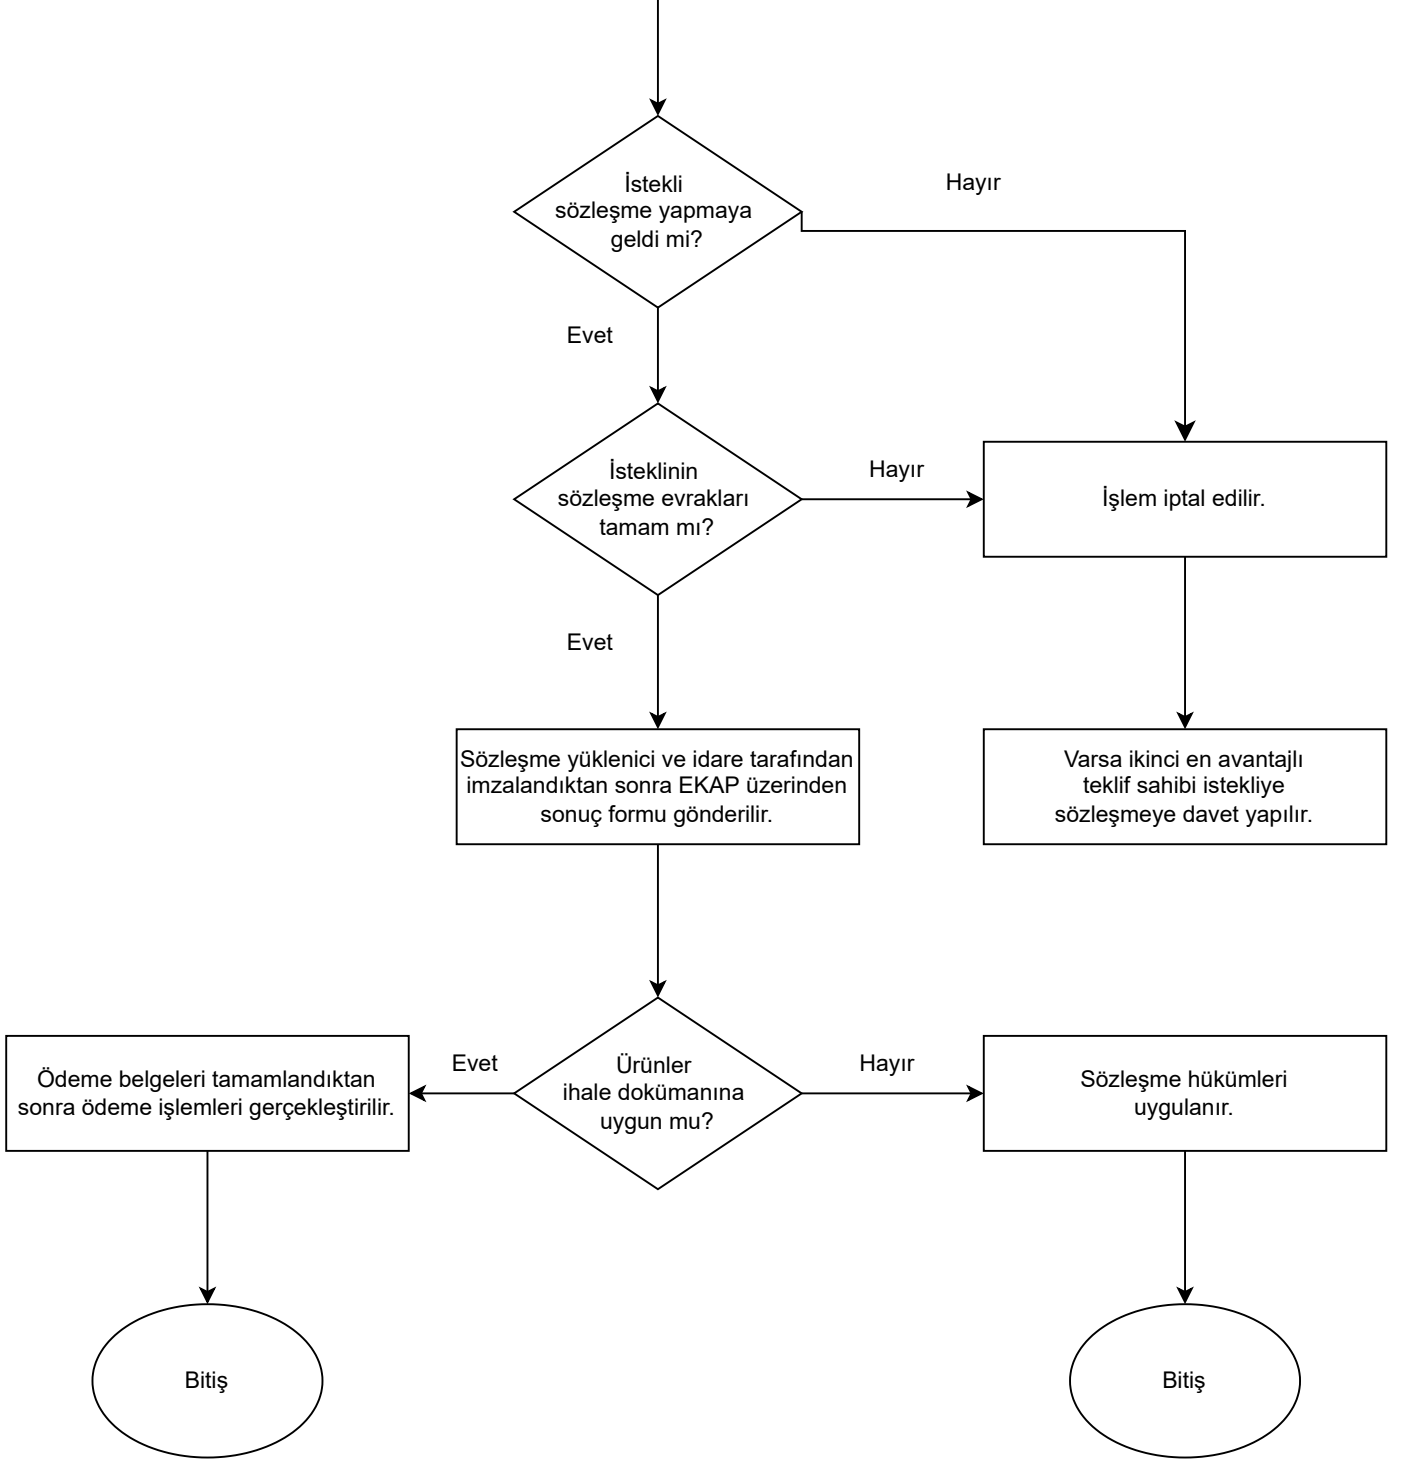 İstekli
sözleşme yapmaya
geldi mi?
Hayır
Evet
İsteklinin
sözleşme evrakları
tamam mı?
Hayır
İşlem iptal edilir.
Evet
Sözleşme yüklenici ve idare tarafından
imzalandıktan sonra EKAP üzerinden
sonuç formu gönderilir.
Varsa ikinci en avantajlı
teklif sahibi istekliye
sözleşmeye davet yapılır.
Ödeme belgeleri tamamlandıktan
sonra ödeme işlemleri gerçekleştirilir.
Evet
Ürünler
ihale dokümanına
uygun mu?
Hayır
Sözleşme hükümleri
uygulanır.
Bitiş
Bitiş